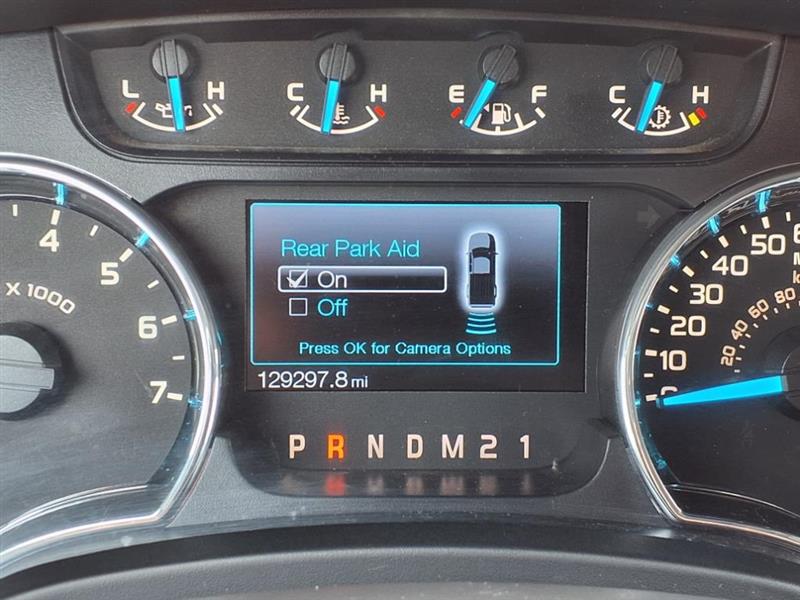 L H
C H
E F
C H
4
5
x 1000
6
7
Rear Park Aid
On
Off
Press OK for Camera Options
129297.8 mi
P R N D M 2 1
0
10
20
30
40
50
20
40
60
80